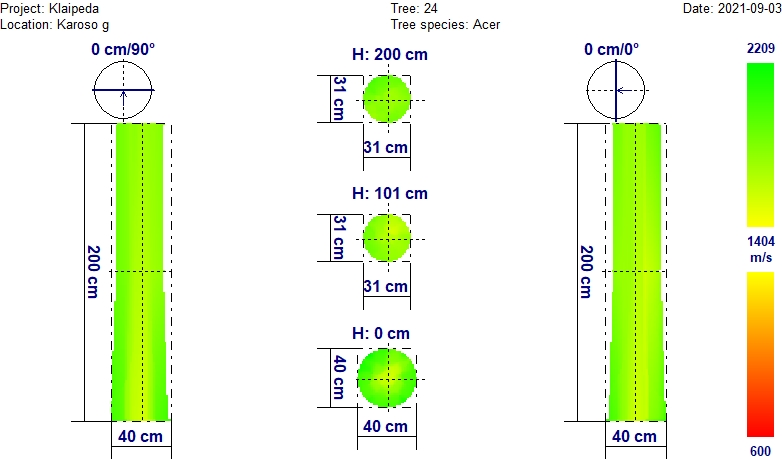 Project: Klaipeda
Tree: 24
Date: 2021-09-03
Location: Karoso g
Tree species: Acer
0 cm/90°
H: 200 cm
0 cm/0°
2209
31 cm
31 cm
H: 101 cm
31 cm
31 cm
200 cm
200 cm
1404
m/s
H: 0 cm
40 cm
40 cm
40 cm
40 cm
600